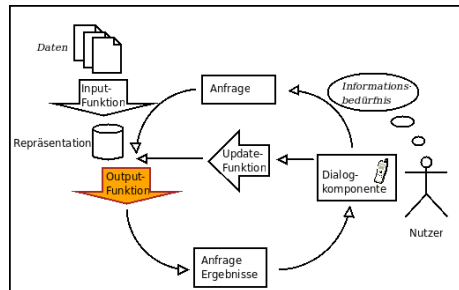 Daten
Input-
Funktion
Anfrage
Informations-
bedürfnis
Repräsentation
Update-
Funktion
Dialog-
komponente
Output-
Funktion
Nutzer
Anfrage
Ergebnisse